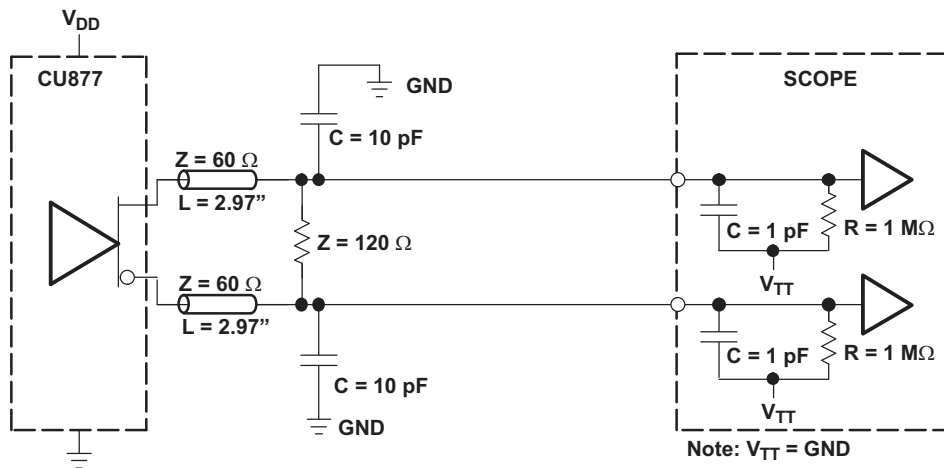 V_DD
CU877
SCOPE
GND
C = 10 pF
Z = 60 Ω
L = 2.97”
Z = 120 Ω
C = 1 pF
R = 1 MΩ
V_TT
Z = 60 Ω
L = 2.97”
C = 10 pF
GND
C = 1 pF
R = 1 MΩ
V_TT
Note: V_TT = GND